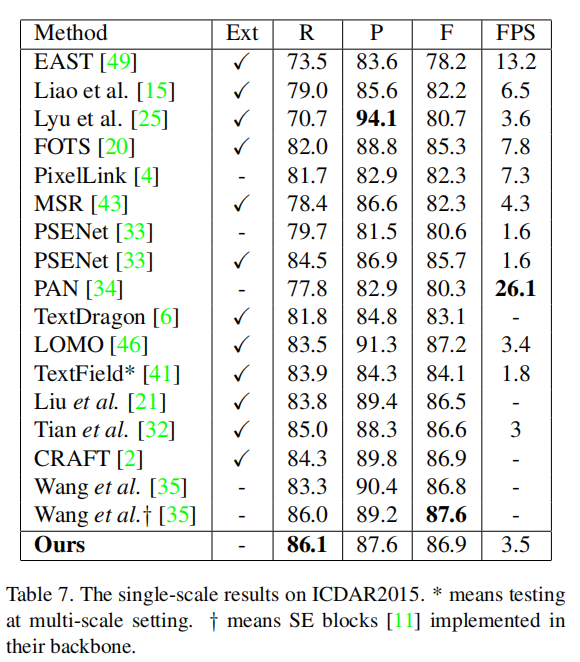 Method Ext R P F FPS
EAST [49] ✓ 73.5 83.6 78.2 13.2
Liao et al. [15] ✓ 79.0 85.6 82.2 6.5
Lyu et al. [25] ✓ 70.7 94.1 80.7 3.6
FOTS [20] ✓ 82.0 88.8 85.3 7.8
PixelLink [4] - 81.7 82.9 82.3 7.3
MSR [43] ✓ 78.4 86.6 82.3 4.3
PSENet [33] - 79.7 81.5 80.6 1.6
PSENet [33] ✓ 84.5 86.9 85.7 1.6
PAN [34] - 77.8 82.9 80.3 26.1
TextDragon [6] ✓ 81.8 84.8 83.1 -
LOMO [46] ✓ 83.5 91.3 87.2 3.4
TextField* [41] ✓ 83.9 84.3 84.1 1.8
Liu et al. [21] ✓ 83.8 89.4 86.5 -
Tian et al. [32] ✓ 85.0 88.3 86.6 3
CRAFT [2] ✓ 84.3 89.8 86.9 -
Wang et al. [35] - 83.3 90.4 86.8 -
Wang et al.† [35] - 86.0 89.2 87.6 -
Ours - 86.1 87.6 86.9 3.5
Table 7. The single-scale results on ICDAR2015. * means testing
at multi-scale setting. † means SE blocks [11] implemented in
their backbone.